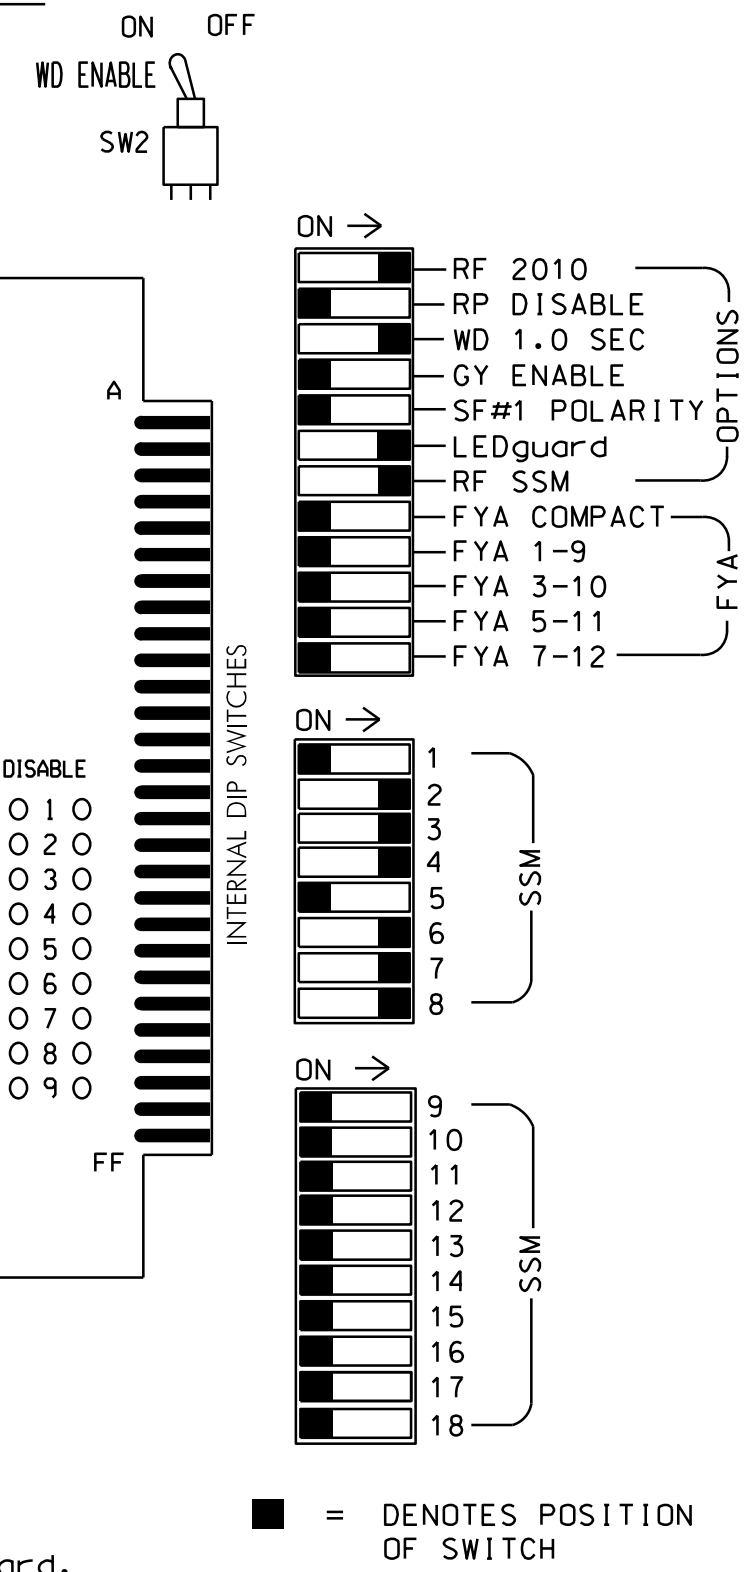 ON OFF
WD ENABLE
SW2
ON →
RF 2010
RP DISABLE
WD 1.0 SEC
GY ENABLE
SF#1 POLARITY
LEDguard
RF SSM
OPTIONS
FYA COMPACT
FYA 1-9
FYA 3-10
FYA 5-11
FYA 7-12
FYA
A
FF
INTERNAL DIP SWITCHES
DISABLE
1
2
3
4
5
6
7
8
9
ON →
1
2
3
4
5
6
7
8
SSM
ON →
9
10
11
12
13
14
15
16
17
18
SSM
= DENOTES POSITION
OF SWITCH